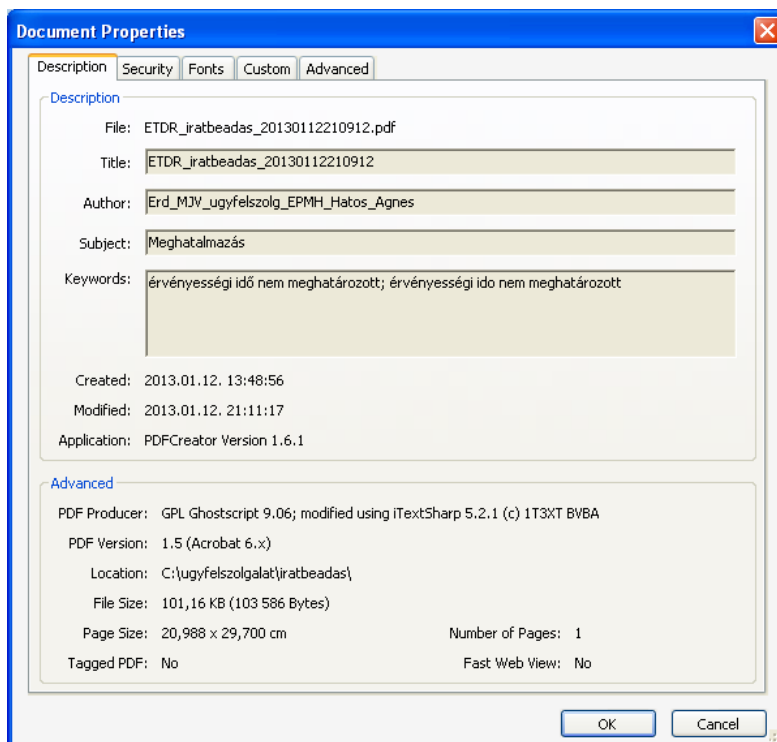 Document Properties
Description Security Fonts Custom Advanced
Description
File: ETDR_iratbeadas_20130112210912.pdf
Title: ETDR_iratbeadas_20130112210912
Author: Erd_MJV_ugyfelszolg_EPMH_Hatos_Agnes
Subject: Meghatalmazás
Keywords: érvényességi idő nem meghatározott; érvényességi ido nem meghatározott
Created: 2013.01.12. 13:48:56
Modified: 2013.01.12. 21:11:17
Application: PDFCreator Version 1.6.1
Advanced
PDF Producer: GPL Ghostscript 9.06; modified using iTextSharp 5.2.1 (c) 1T3XT BVBA
PDF Version: 1.5 (Acrobat 6.x)
Location: C:\ugyfelszolgalat\iratbeadas\
File Size: 101,16 KB (103 586 Bytes)
Page Size: 20,988 x 29,700 cm Number of Pages: 1
Tagged PDF: No Fast Web View: No
OK Cancel